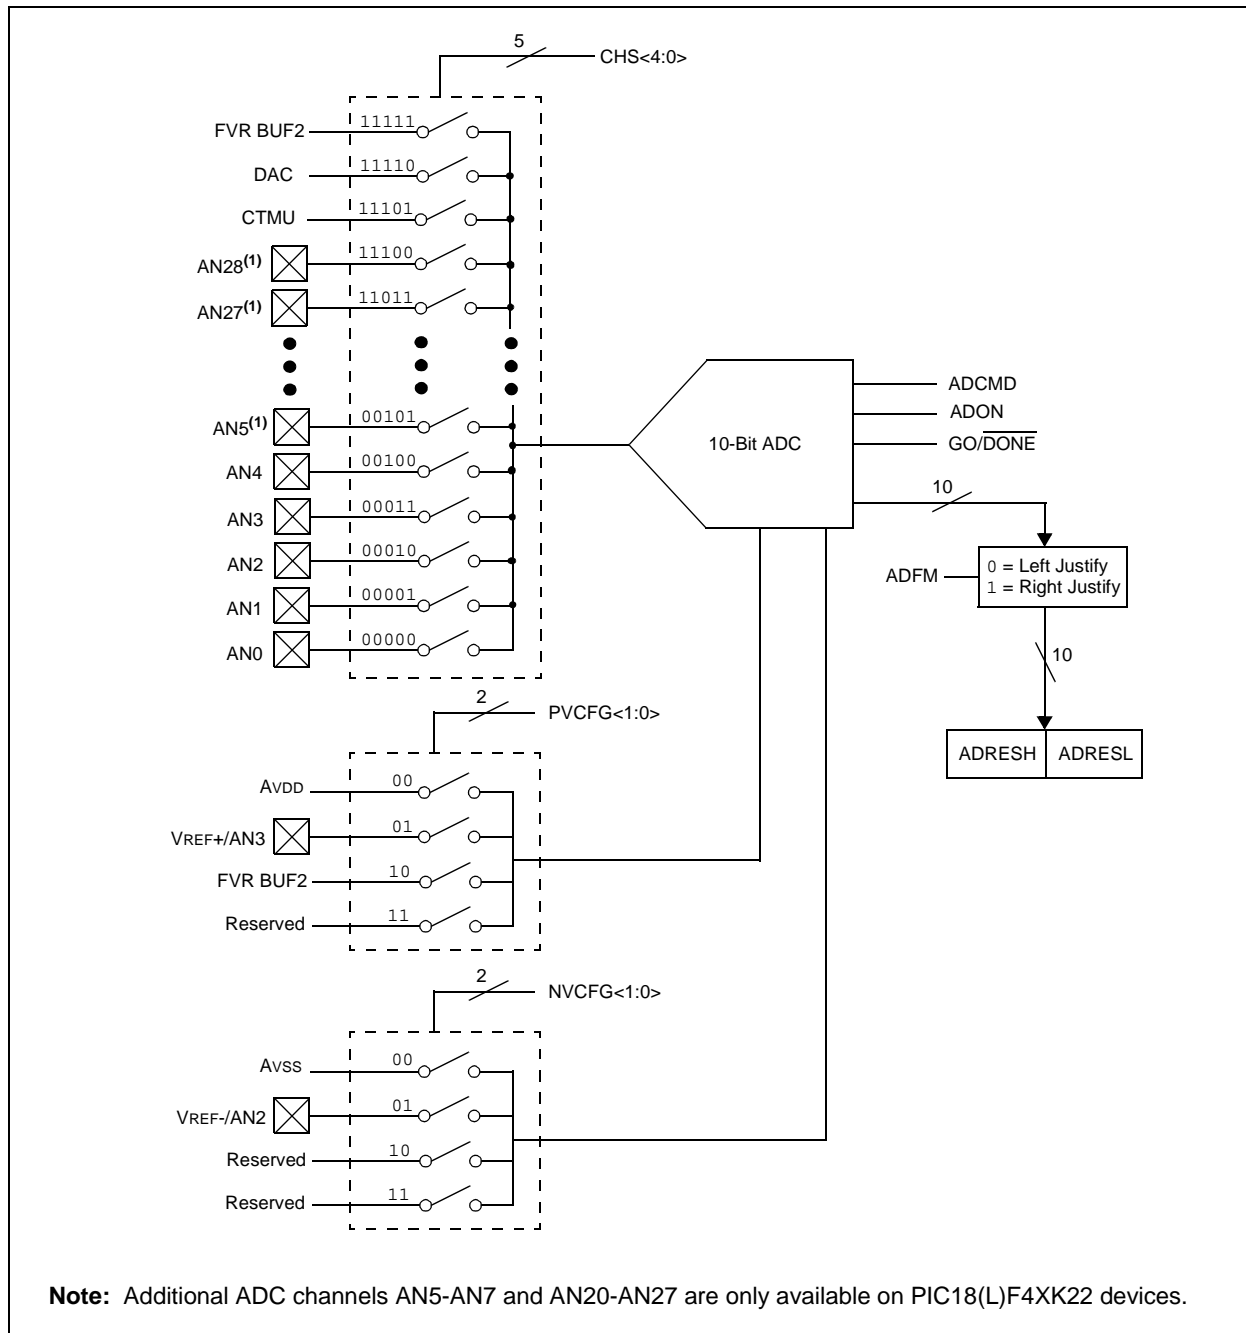 5
CHS<4:0>
FVR BUF2 11111
DAC 11110
CTMU 11101
AN28(1) 11100
AN27(1) 11011
AN5(1) 00101
AN4 00100
AN3 00011
AN2 00010
AN1 00001
AN0 00000
10-Bit ADC
ADCMD
ADON
GO/DONE
10
ADFM
0 = Left Justify
1 = Right Justify
10
ADRESH ADRESL
2
PVCFG<1:0>
AVDD 00
VREF+/AN3 01
FVR BUF2 10
Reserved 11
2
NVCFG<1:0>
AVSS 00
VREF-/AN2 01
Reserved 10
Reserved 11
Note: Additional ADC channels AN5-AN7 and AN20-AN27 are only available on PIC18(L)F4XK22 devices.